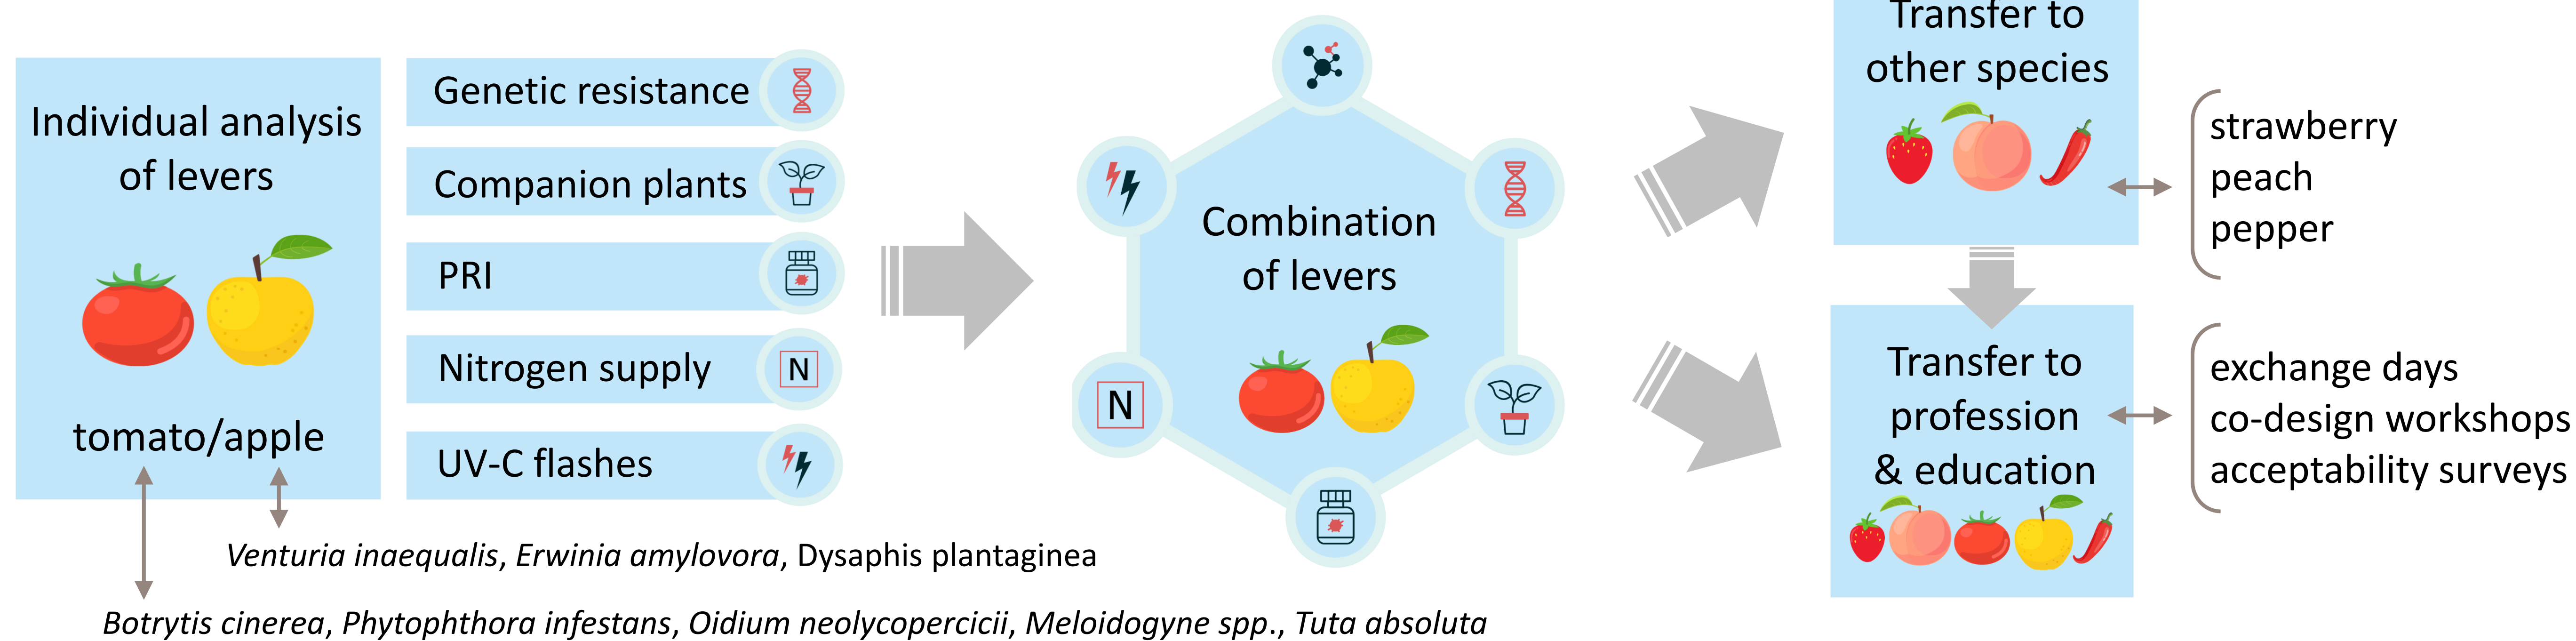 Individual analysis
of levers
tomato/apple
Genetic resistance
Companion plants
PRI
Nitrogen supply
N
UV-C flashes
Venturia inaequalis, Erwinia amylovora, Dysaphis plantaginea
Botrytis cinerea, Phytophthora infestans, Oidium neolycopercicii, Meloidogyne spp., Tuta absoluta
Combination
of levers
N
Transfer to
other species
strawberry
peach
pepper
Transfer to
profession
& education
exchange days
co-design workshops
acceptability surveys